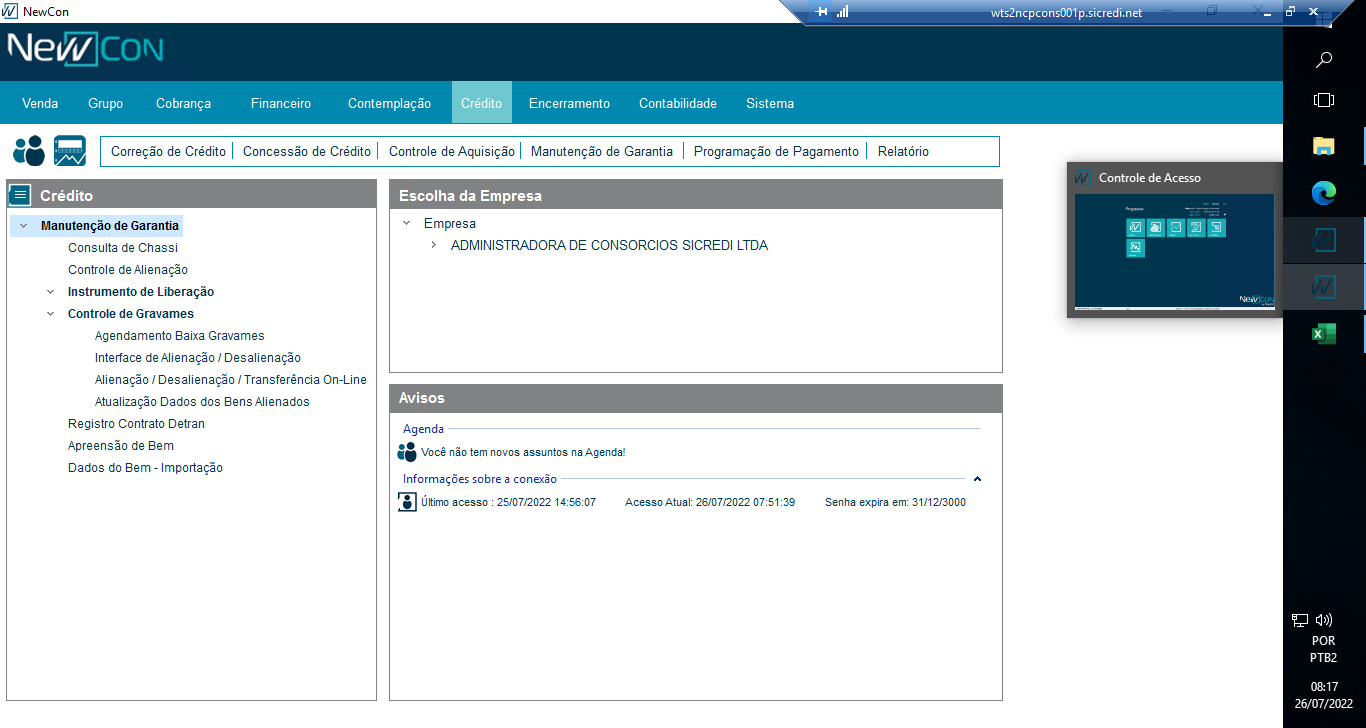 NewCon
wts2ncpcons001p.sicredi.net
NewCon
Venda Grupo Cobrança Financeiro Contemplação Crédito Encerramento Contabilidade Sistema
Correção de Crédito Concessão de Crédito Controle de Aquisição Manutenção de Garantia Programação de Pagamento Relatório
Crédito
Manutenção de Garantia
Consulta de Chassi
Controle de Alienação
Instrumento de Liberação
Controle de Gravames
Agendamento Baixa Gravames
Interface de Alienação / Desalienação
Alienação / Desalienação / Transferência On-Line
Atualização Dados dos Bens Alienados
Registro Contrato Detran
Apreensão de Bem
Dados do Bem - Importação
Escolha da Empresa
Empresa
ADMINISTRADORA DE CONSORCIOS SICREDI LTDA
Avisos
Agenda
Você não tem novos assuntos na Agenda!
Informações sobre a conexão
Último acesso : 25/07/2022 14:56:07 Acesso Atual: 26/07/2022 07:51:39 Senha expira em: 31/12/3000
Controle de Acesso
Programas
NewCon
POR
PTB2
08:17
26/07/2022